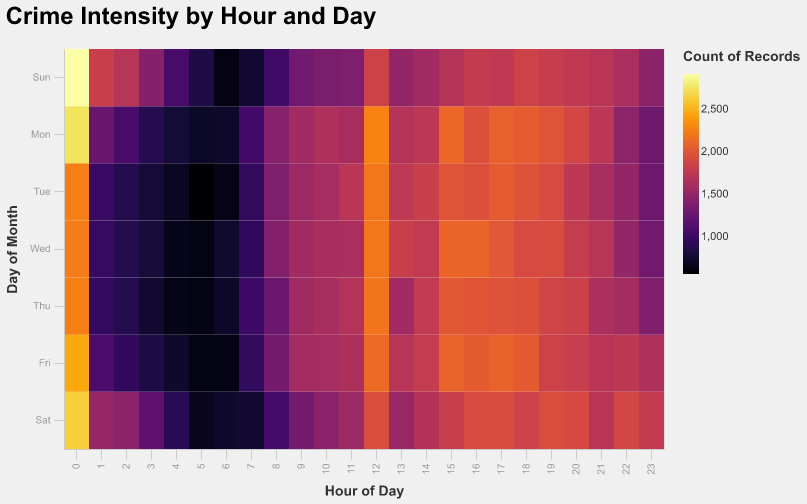 Crime Intensity by Hour and Day
Count of Records
2,500
2,000
1,500
1,000
Day of Month
Sun
Mon
Tue
Wed
Thu
Fri
Sat
0 1 2 3 4 5 6 7 8 9 10 11 12 13 14 15 16 17 18 19 20 21 22 23
Hour of Day